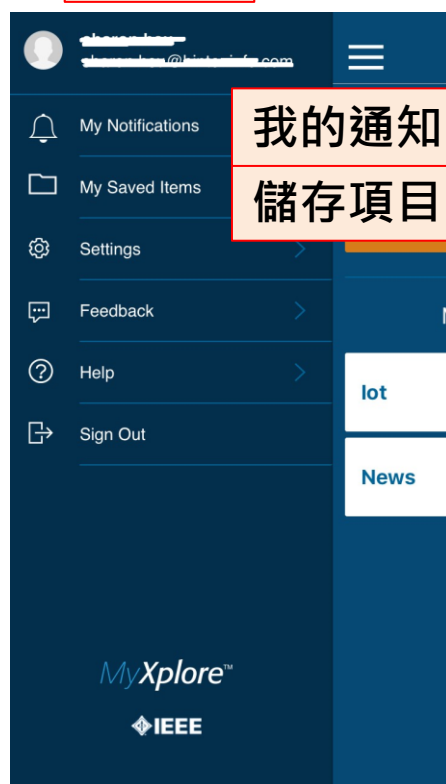 My Notifications
我的通知
My Saved Items
儲存項目
Settings
Feedback
Help
Iot
Sign Out
News
MyXplore™
IEEE